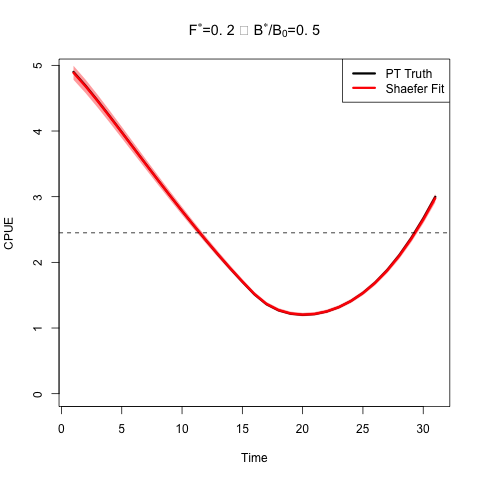 F*=0. 2 □ B*/B₀=0. 5
PT Truth
Shaefer Fit
5
4
3
2
1
0
CPUE
0 5 10 15 20 25 30
Time